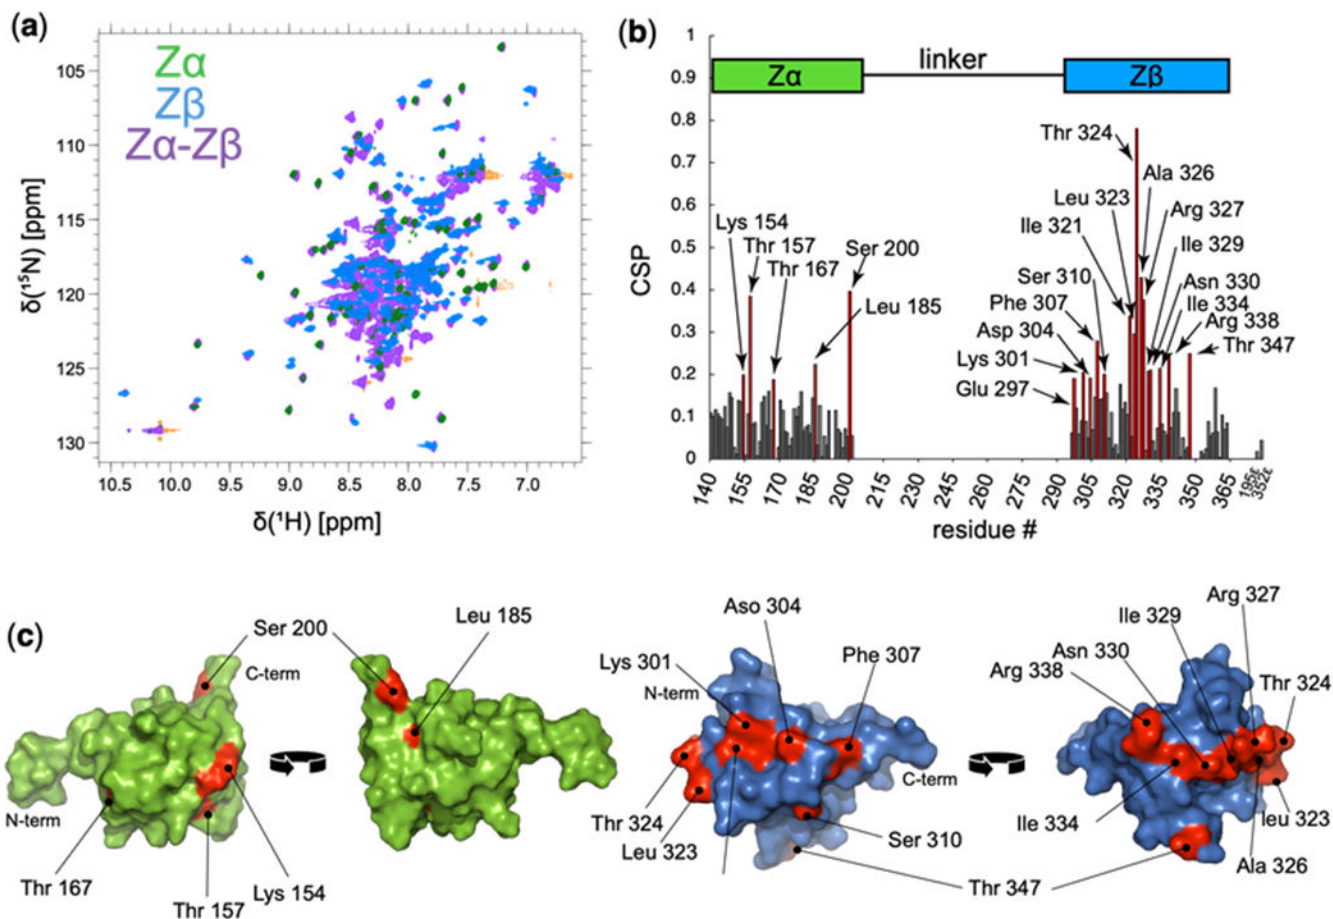 (a)
Zα
Zβ
Zα-Zβ
105
110
115
120
125
130
δ(¹⁵N) [ppm]
10.5 10.0 9.5 9.0 8.5 8.0 7.5 7.0
δ(¹H) [ppm]
(b)
1
0.9
0.8
0.7
0.6
0.5
0.4
0.3
0.2
0.1
0
CSP
Zα
linker
Zβ
Lys 154
Thr 157
Thr 167
Ser 200
Leu 185
Thr 324
Leu 323
Ile 321
Ser 310
Phe 307
Asp 304
Lys 301
Glu 297
Ala 326
Arg 327
Ile 329
Asn 330
Ile 334
Arg 338
Thr 347
140 155 170 185 200 215 230 245 260 275 290 305 320 335 350 365 195ε 352ε
residue #
(c)
Ser 200
Leu 185
C-term
N-term
Thr 167
Thr 157
Lys 154
Aso 304
Lys 301
N-term
Phe 307
C-term
Thr 324
Leu 323
Ser 310
Thr 347
Arg 327
Ile 329
Asn 330
Arg 338
Thr 324
Ile 334
leu 323
Ala 326